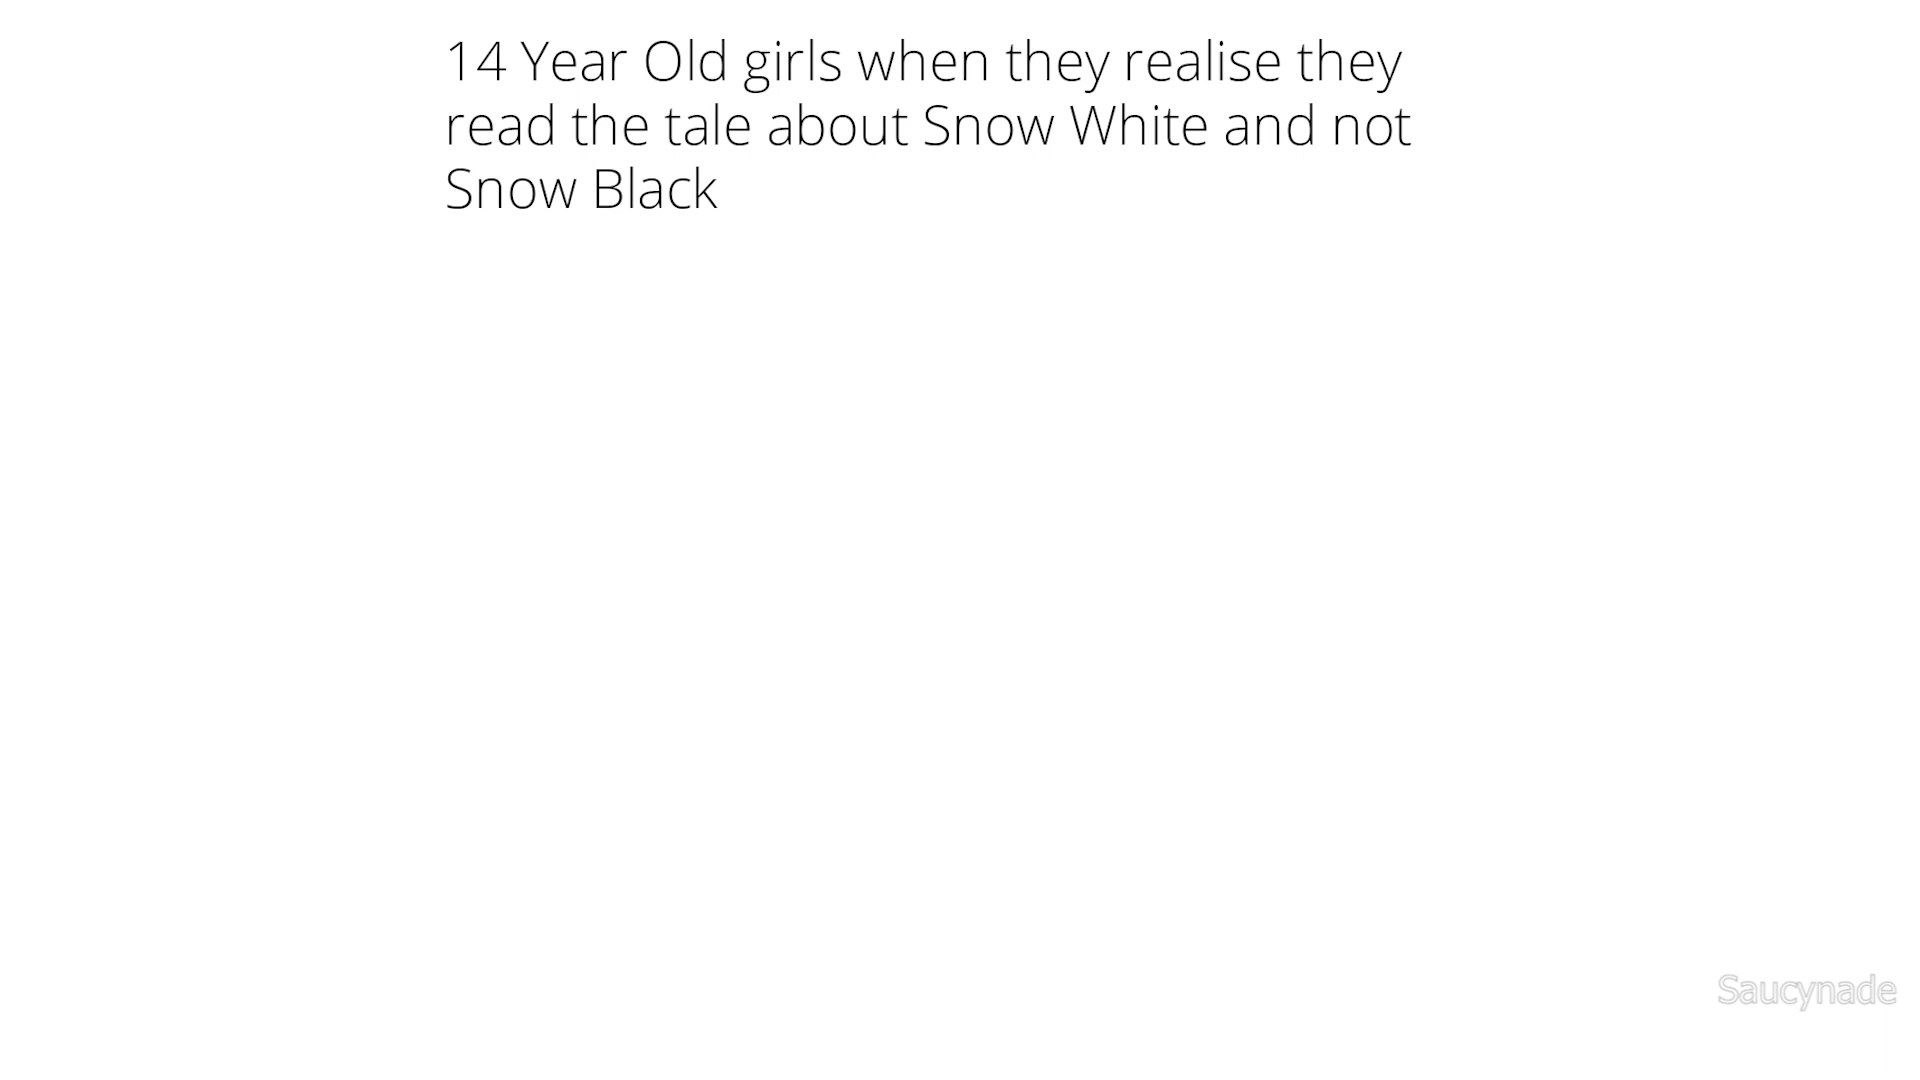 14 Year Old girls when they realise they
read the tale about Snow White and not
Snow Black
Saucynade